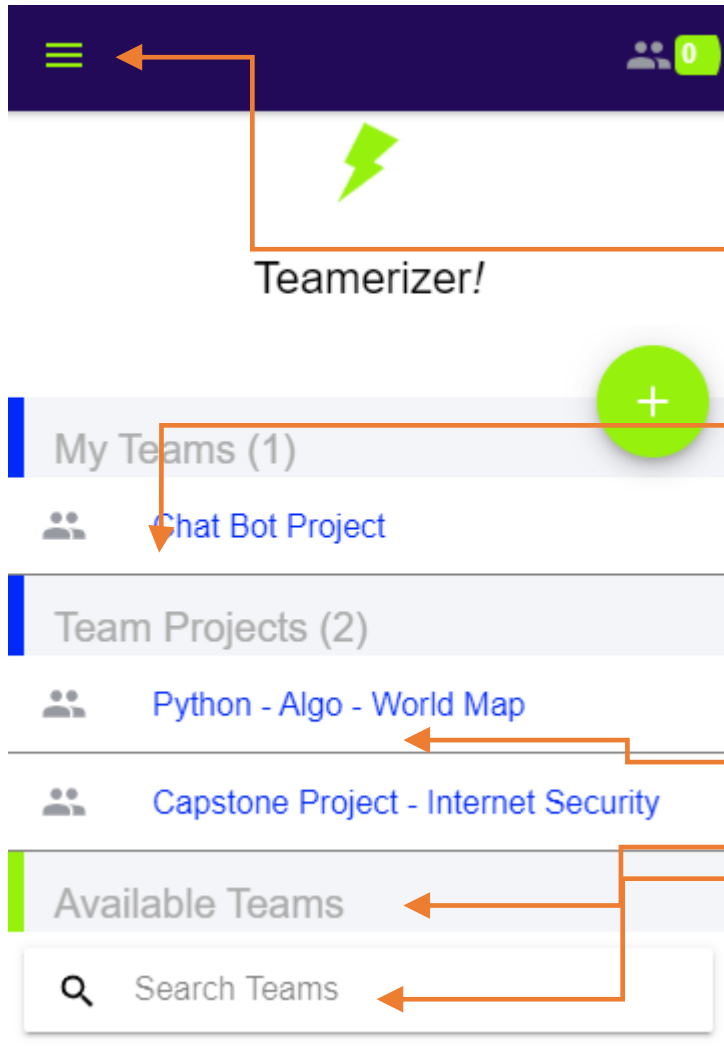 0
Teamerizer!
+
My Teams (1)
Chat Bot Project
Team Projects (2)
Python - Algo - World Map
Capstone Project - Internet Security
Available Teams
Search Teams